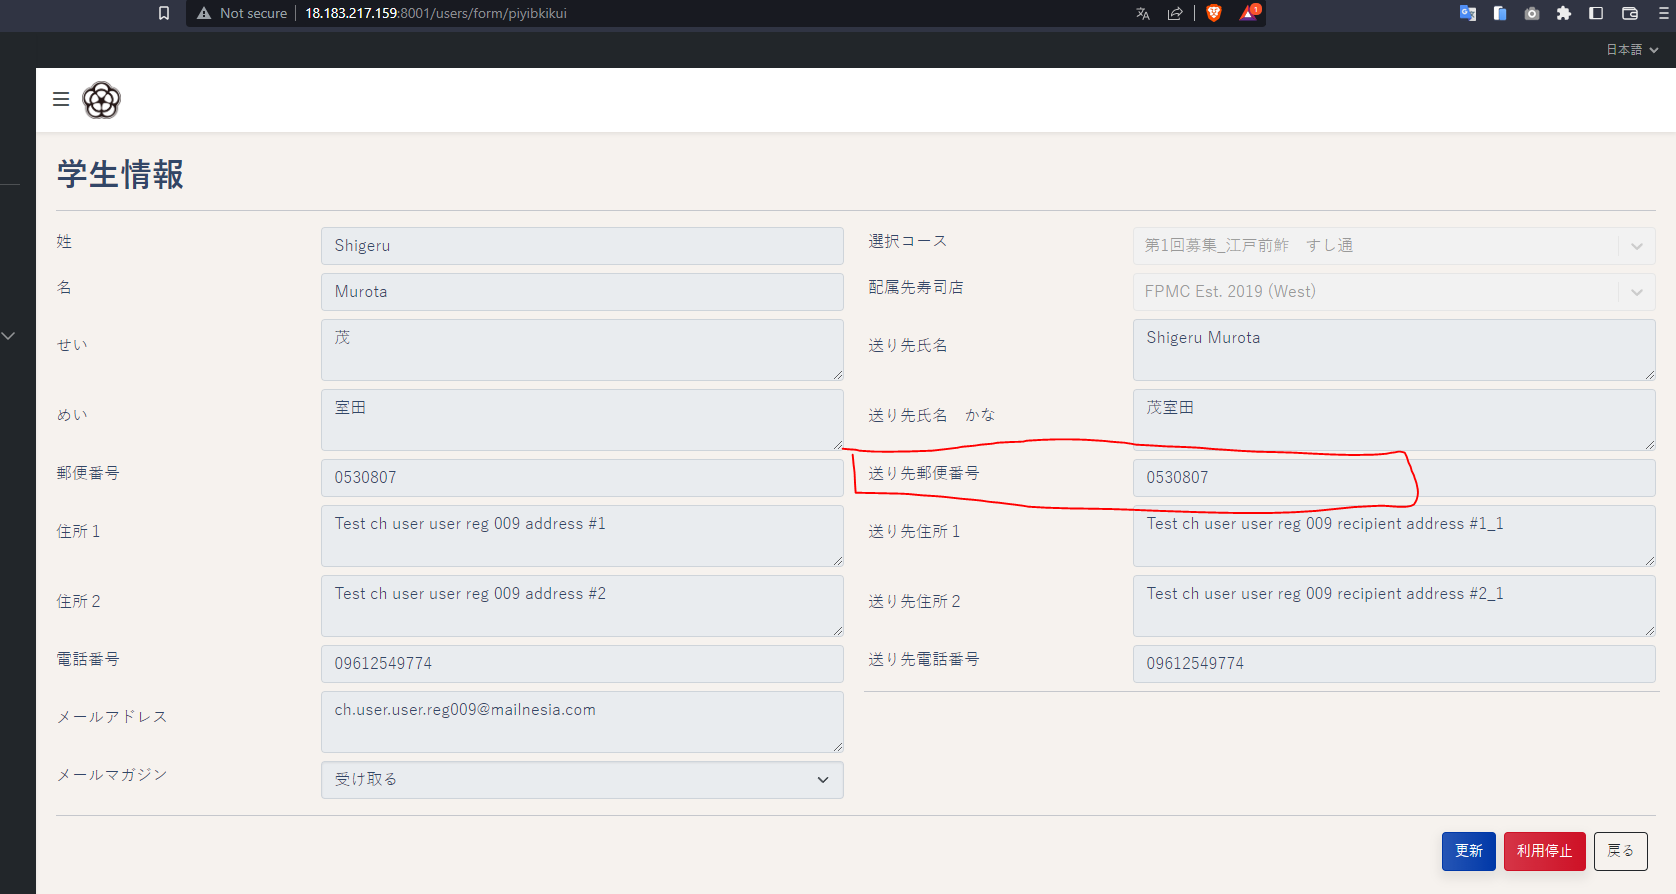 Not secure 18.183.217.159:8001/users/form/piyibkikui 1
日本語
学生情報
姓 Shigeru 選択コース 第1回募集_江戸前鮓　すし通
名 Murota 配属先寿司店 FPMC Est. 2019 (West)
せい 茂 送り先氏名 Shigeru Murota
めい 室田 送り先氏名　かな 茂室田
郵便番号 0530807 送り先郵便番号 0530807
住所１ Test ch user user reg 009 address #1 送り先住所１ Test ch user user reg 009 recipient address #1_1
住所２ Test ch user user reg 009 address #2 送り先住所２ Test ch user user reg 009 recipient address #2_1
電話番号 09612549774 送り先電話番号 09612549774
メールアドレス ch.user.user.reg009@mailnesia.com
メールマガジン 受け取る
更新 利用停止 戻る